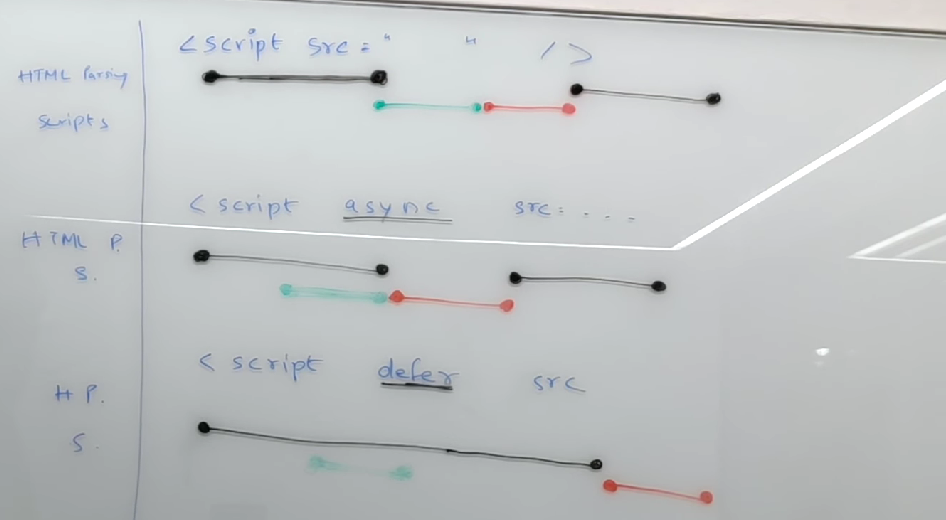 <script src=" " />
HTML Parsing
Scripts
<script async src: ....
HTML P.
S.
<script defer src
H P.
S.